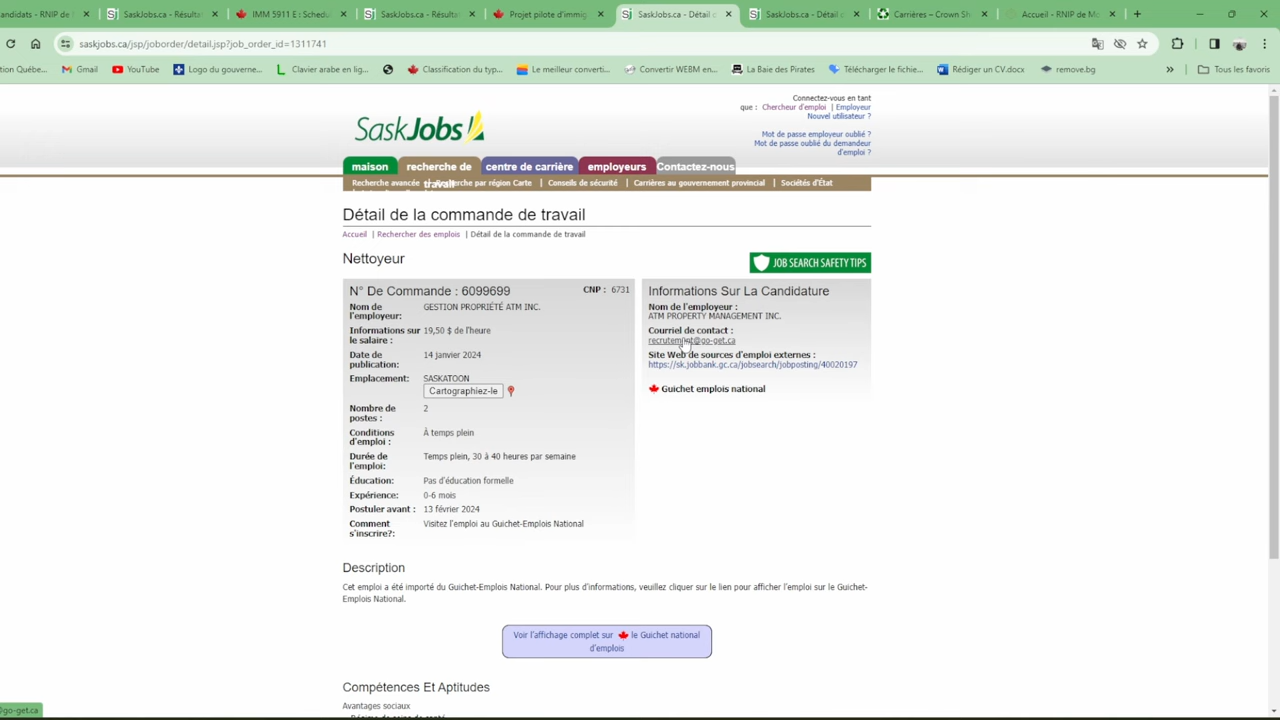 andidats - RNIP de Mo
SaskJobs.ca - Résultat
IMM 5911 E : Schedu
SaskJobs.ca - Résultat
Projet pilote d'immig
SaskJobs.ca - Détail d
SaskJobs.ca - Détail d
Carrières – Crown Sh
Accueil - RNIP de Mo
saskjobs.ca/jsp/joborder/detail.jsp?job_order_id=1311741
tion Québe...
Gmail
YouTube
Logo du gouverne...
Clavier arabe en lig...
Classification du typ...
Le meilleur converti...
Convertir WEBM en...
La Baie des Pirates
Télécharger le fichie...
Rédiger un CV.docx
remove.bg
»
Tous les favoris
Connectez-vous en tant
que : Chercheur d'emploi | Employeur
Nouvel utilisateur ?
Mot de passe employeur oublié ?
Mot de passe oublié du demandeur
d'emploi ?
SaskJobs
maison
recherche de
travail
centre de carrière
employeurs
Contactez-nous
Recherche avancée | Recherche par région Carte | Conseils de sécurité | Carrières au gouvernement provincial | Sociétés d'État
Détail de la commande de travail
Accueil | Rechercher des emplois | Détail de la commande de travail
Nettoyeur
JOB SEARCH SAFETY TIPS
N° De Commande : 6099699
CNP : 6731
Nom de
l'employeur:
GESTION PROPRIÉTÉ ATM INC.
Informations sur
le salaire :
19,50 $ de l'heure
Date de
publication:
14 janvier 2024
Emplacement:
SASKATOON
Cartographiez-le
Nombre de
postes :
2
Conditions
d'emploi :
À temps plein
Durée de
l'emploi:
Temps plein, 30 à 40 heures par semaine
Éducation:
Pas d'éducation formelle
Expérience:
0-6 mois
Postuler avant :
13 février 2024
Comment
s'inscrire?:
Visitez l'emploi au Guichet-Emplois National
Informations Sur La Candidature
Nom de l'employeur :
ATM PROPERTY MANAGEMENT INC.
Courriel de contact :
recrutement@go-get.ca
Site Web de sources d'emploi externes :
https://sk.jobbank.gc.ca/jobsearch/jobposting/40020197
Guichet emplois national
Description
Cet emploi a été importé du Guichet-Emplois National. Pour plus d'informations, veuillez cliquer sur le lien pour afficher l'emploi sur le Guichet-
Emplois National.
Voir l'affichage complet sur le Guichet national
d'emplois
Compétences Et Aptitudes
Avantages sociaux
@go-get.ca